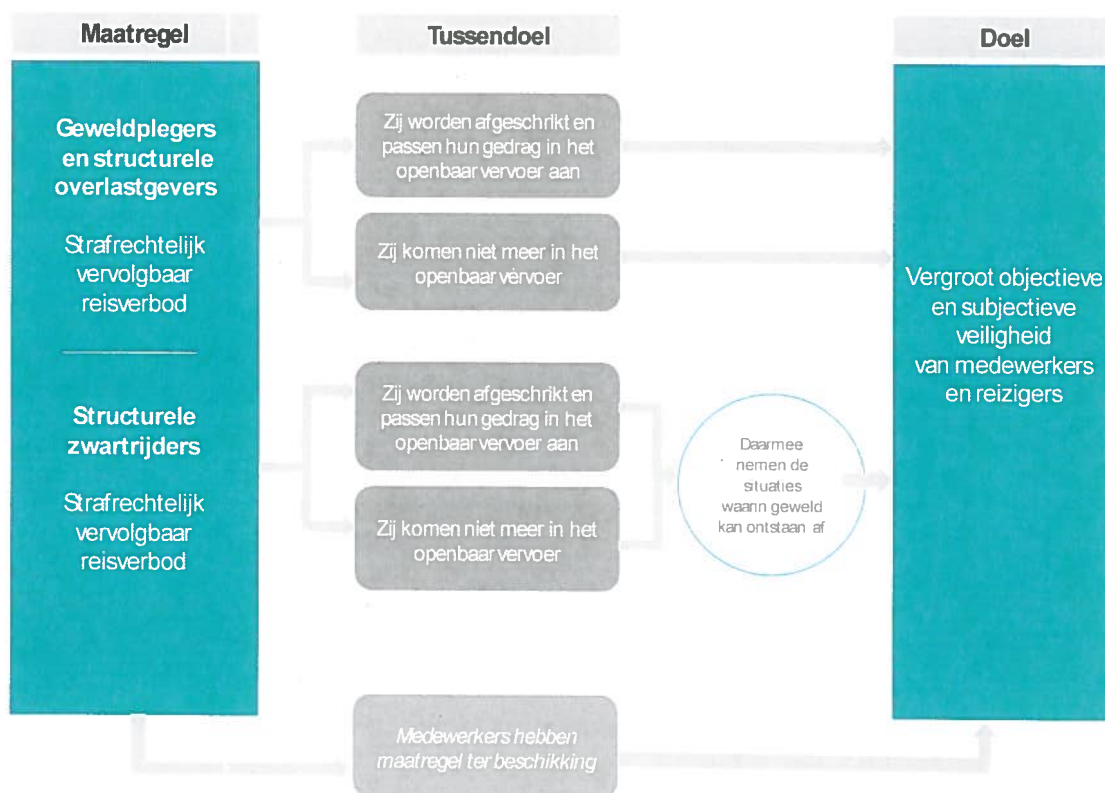 Maatregel
Tussendoel
Doel
Geweldplegers
en structurele
overlastgevers
Strafrechtelijk
vervolgbaar
reisverbod
Structurele
zwartrijders
Strafrechtelijk
vervolgbaar
reisverbod
Zij worden afgeschrikt en
passen hun gedrag in het
openbaar vervoer aan
Zij komen niet meer in het
openbaar vervoer
Zij worden afgeschrikt en
passen hun gedrag in het
openbaar vervoer aan
Zij komen niet meer in het
openbaar vervoer
Daarmee
nemen de
situaties
waarin geweld
kan ontstaan af
Medewerkers hebben
maatregel ter beschikking
Vergroot objectieve
en subjectieve
veiligheid
van medewerkers
en reizigers